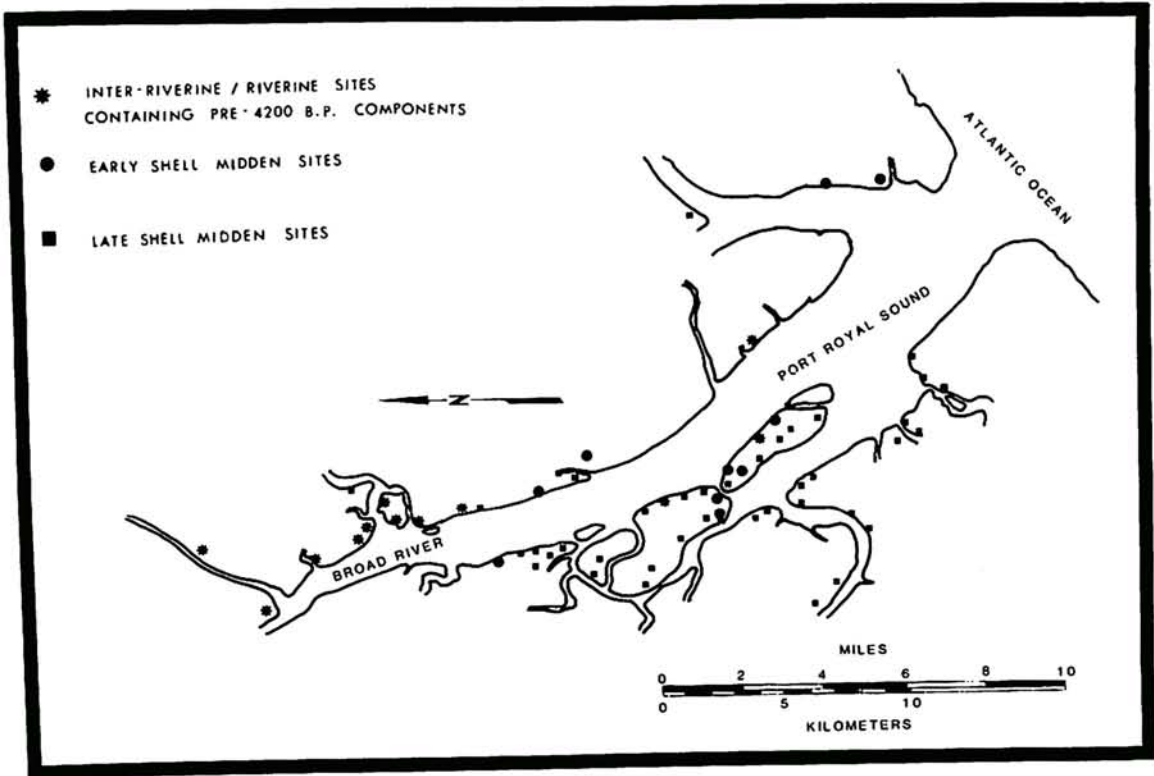 INTER-RIVERINE / RIVERINE SITES
CONTAINING PRE-4200 B.P. COMPONENTS
EARLY SHELL MIDDEN SITES
LATE SHELL MIDDEN SITES
ATLANTIC OCEAN
PORT ROYAL SOUND
N
BROAD RIVER
MILES
0 2 4 6 8 10
0 5 10
KILOMETERS